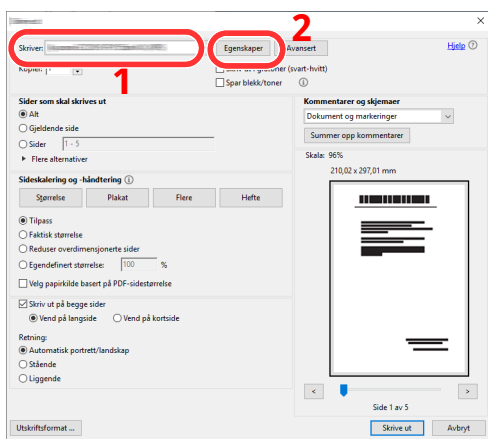 2
Skriver:
Egenskaper
Avansert
Hjelp
1
Kopier: 1
Skriv ut i gråtoner (svart-hvitt)
Spar blekk/toner
Sider som skal skrives ut
Alt
Gjeldende side
Sider 1 - 5
Flere alternativer
Sideskalering og -håndtering
Størrelse Plakat Flere Hefte
Tilpass
Faktisk størrelse
Reduser overdimensjonerte sider
Egendefinert størrelse: 100 %
Velg papirkilde basert på PDF-sidestørrelse
Skriv ut på begge sider
Vend på langside Vend på kortside
Retning:
Automatisk portrett/landskap
Stående
Liggende
Kommentarer og skjemaer
Dokument og markeringer
Summer opp kommentarer
Skala: 96%
210,02 x 297,01 mm
< >
Side 1 av 5
Utskriftsformat ...
Skrive ut
Avbryt